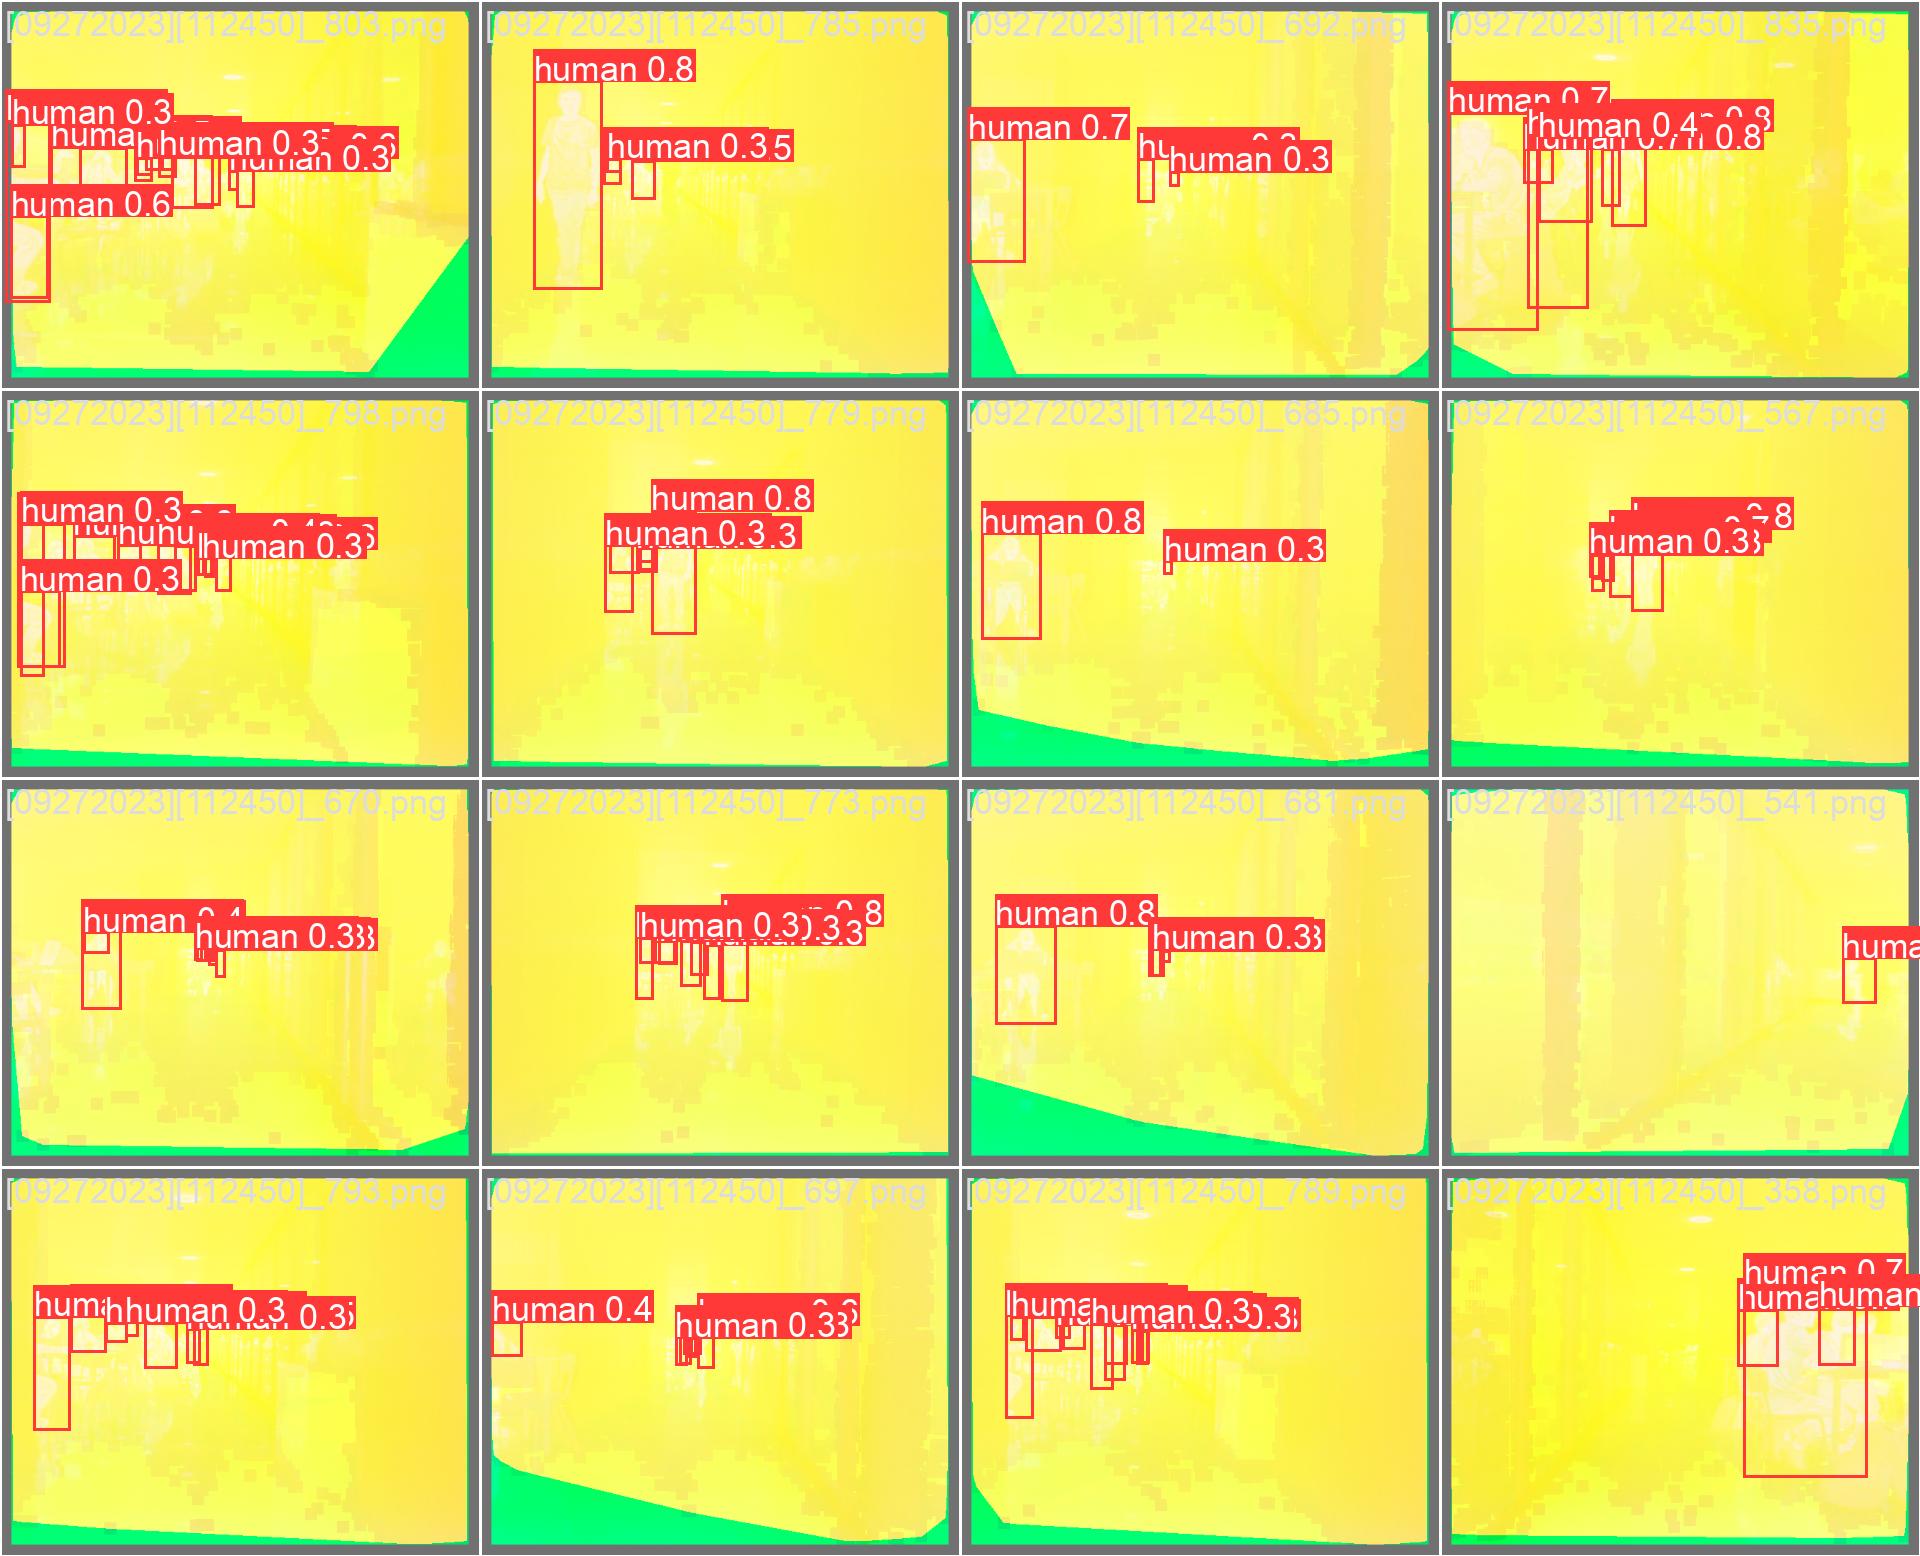 [09272023][112450]_803.png
human 0.3
huma
human 0.3
human 0.3
human 0.6
[09272023][112450]_785.png
human 0.8
human 0.3 5
[09272023][112450]_692.png
human 0.7
hu
human 0.3
[09272023][112450]_835.png
human 0.7
human 0.4 0.8
human 0.7 0.8
[09272023][112450]_798.png
human 0.3
huhu
human 0.3
human 0.3
[09272023][112450]_779.png
human 0.8
human 0.3 .3
[09272023][112450]_685.png
human 0.8
human 0.3
[09272023][112450]_567.png
8
human 0.3
[09272023][112450]_670.png
human 0.4
human 0.3
[09272023][112450]_773.png
0.8
human 0.3 0.3
[09272023][112450]_681.png
human 0.8
human 0.3
[09272023][112450]_541.png
huma
[09272023][112450]_793.png
huma human 0.3 0.3
[09272023][112450]_697.png
human 0.4
human 0.3
[09272023][112450]_789.png
huma human 0.3 0.3
[09272023][112450]_358.png
human 0.7
huma human